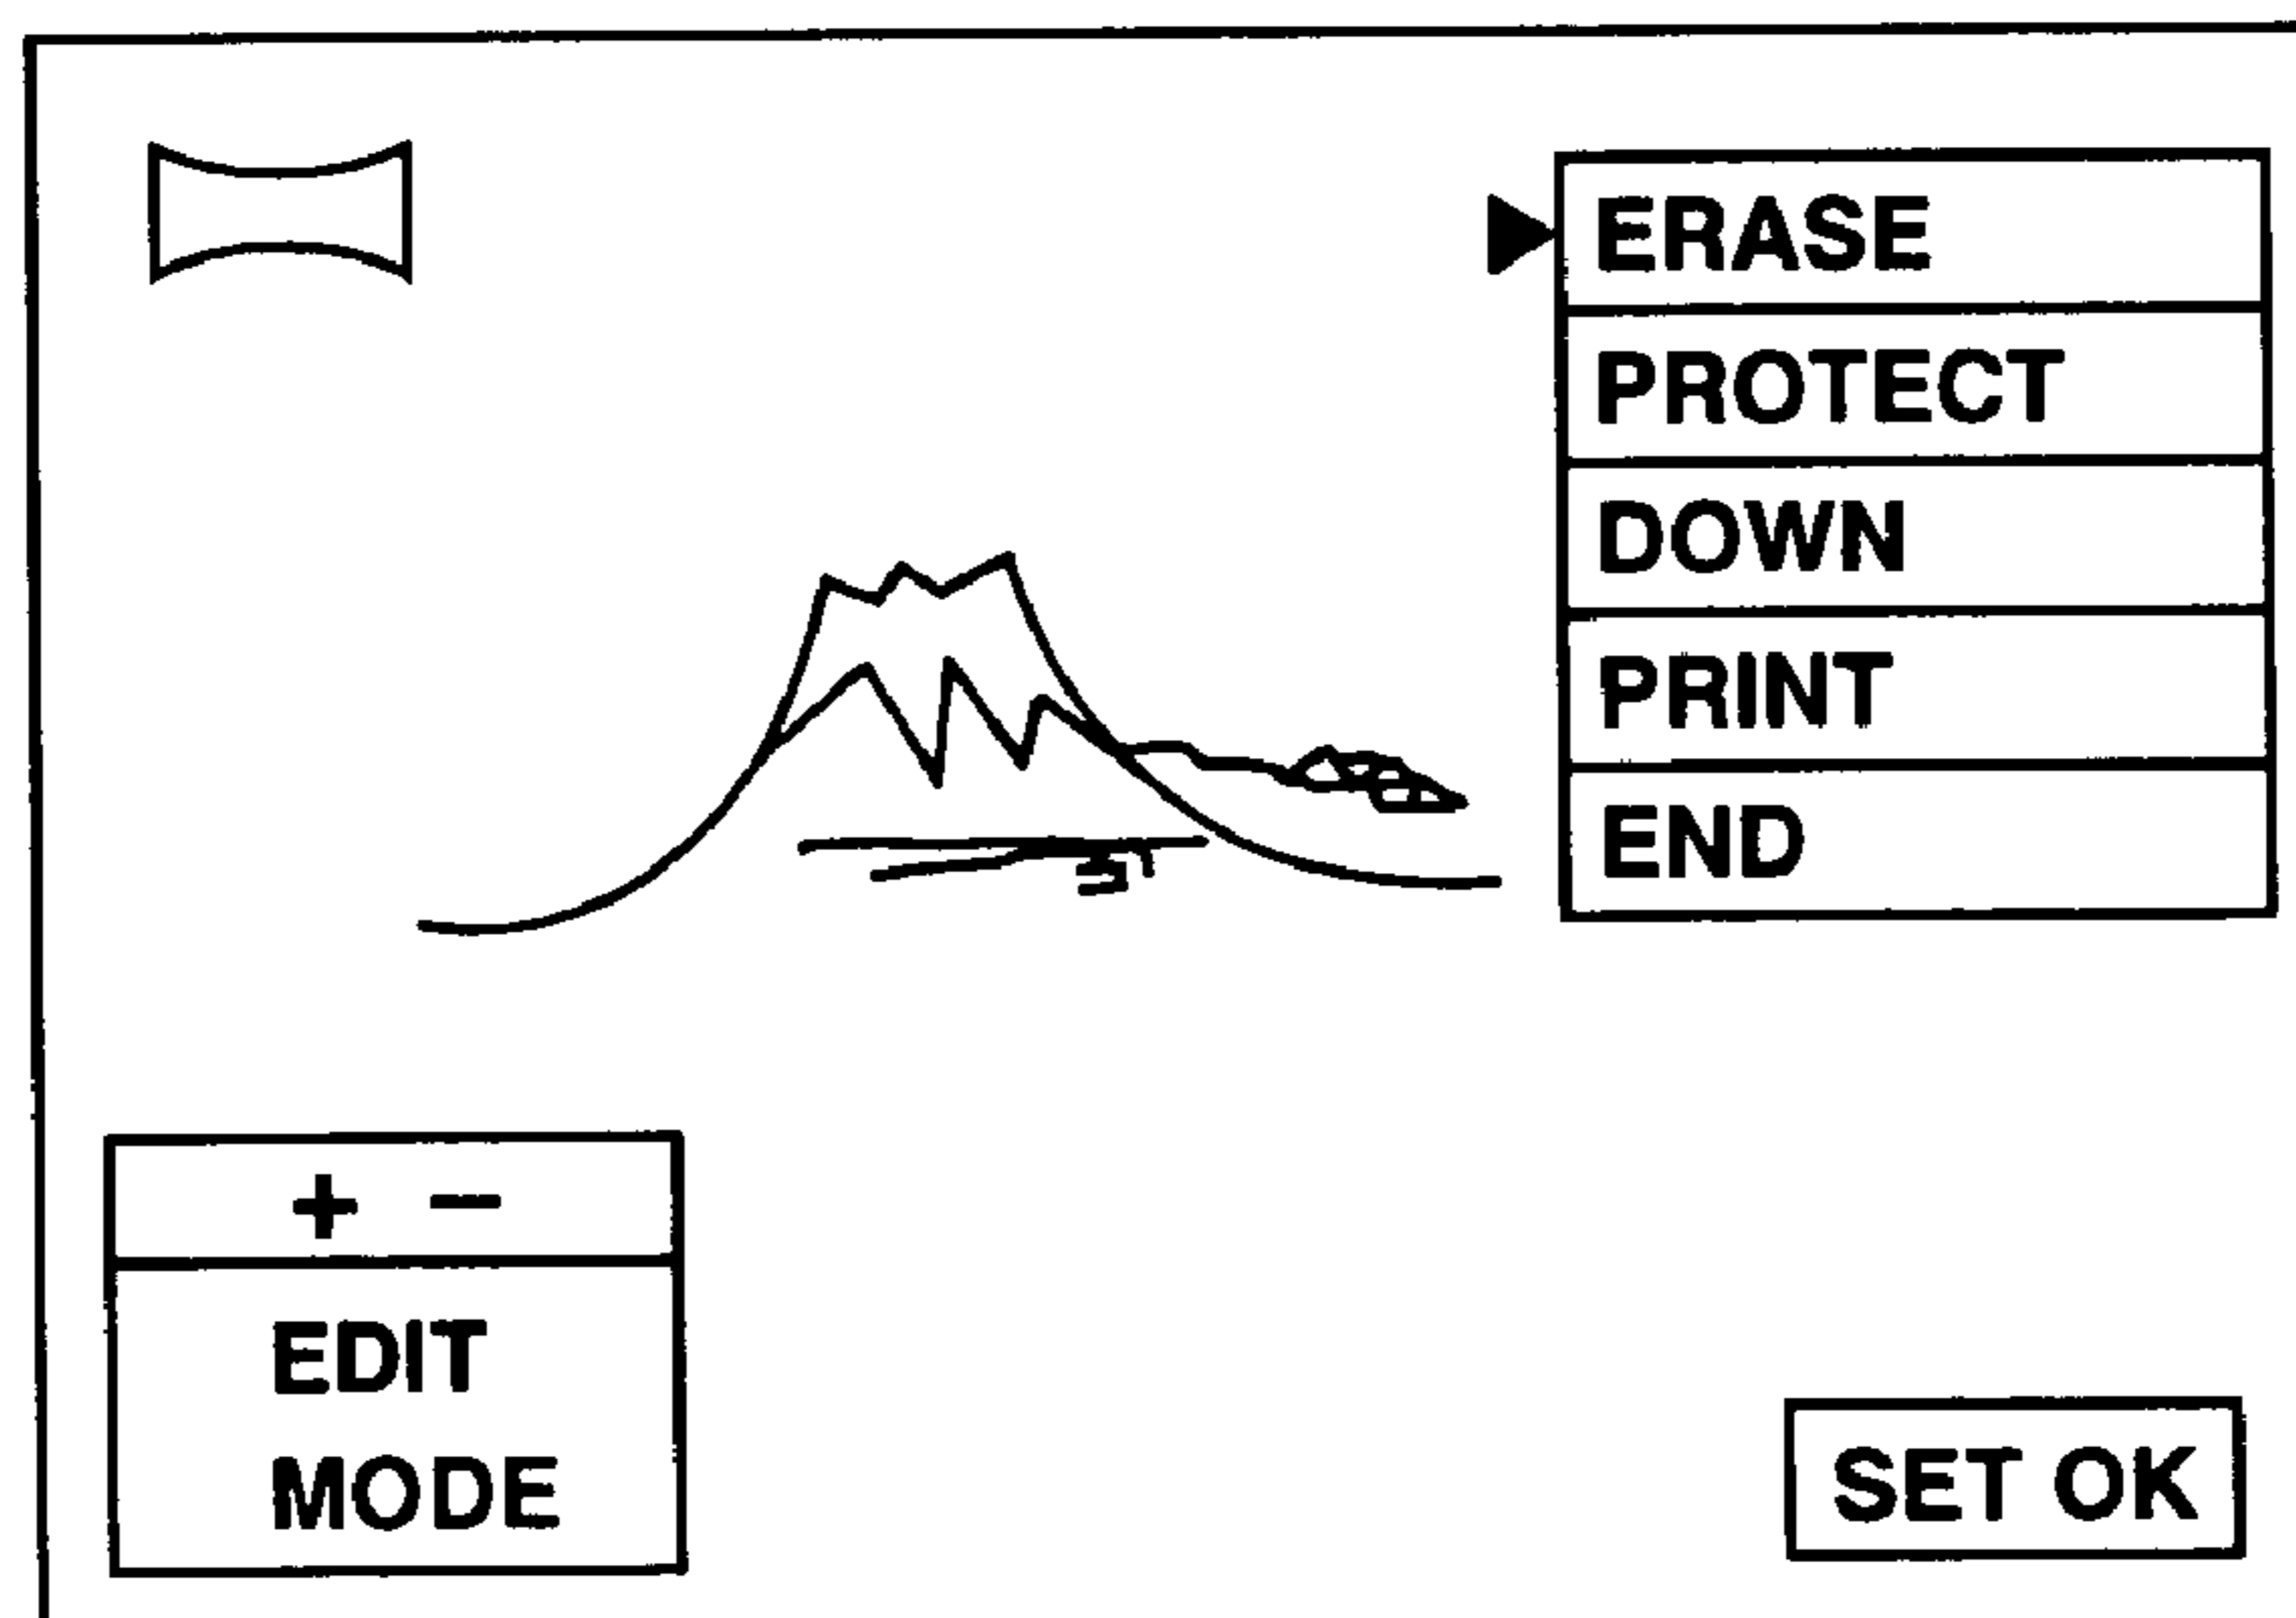 ERASE
PROTECT
DOWN
PRINT
END
+ −
EDIT
MODE
SET OK